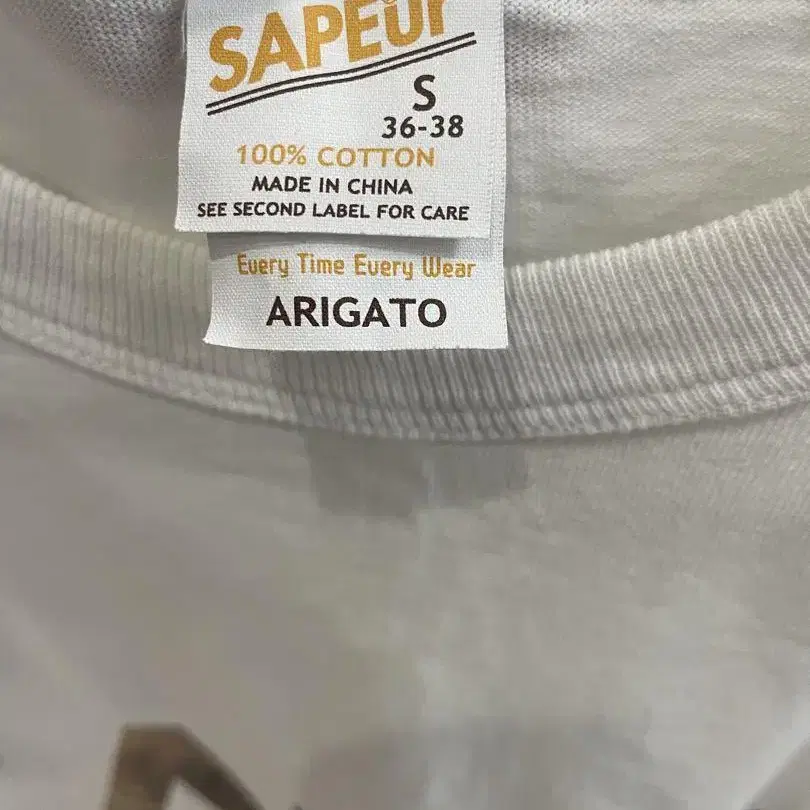 SAPEur
S
36-38
100% COTTON
MADE IN CHINA
SEE SECOND LABEL FOR CARE
Every Time Every Wear
ARIGATO